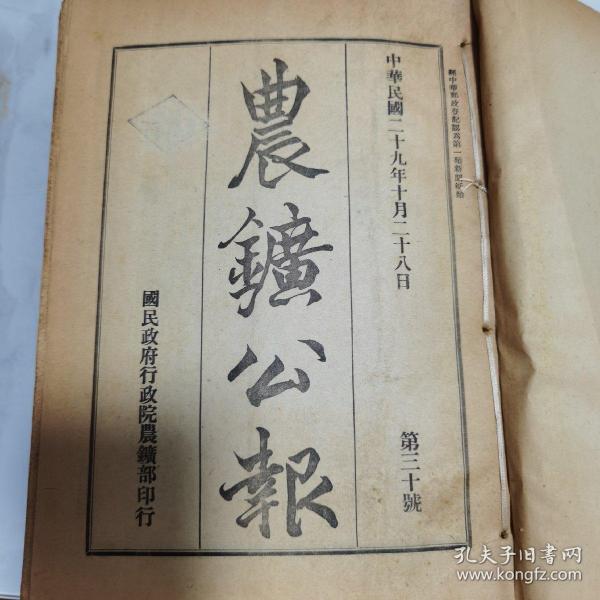 中華民國二十九年十月二十八日
第三十號
農鑛公報
國民政府行政院農鑛部印行
孔夫子旧书网
www.kongfz.com